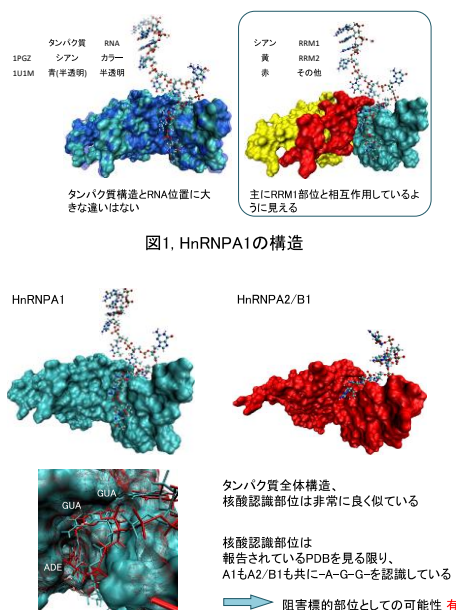 タンパク質 RNA
1PGZ シアン カラー
1U1M 青(半透明) 半透明
タンパク質構造とRNA位置に大
きな違いはない
シアン RRM1
黄 RRM2
赤 その他
主にRRM1部位と相互作用しているよ
うに見える
図1, HnRNPA1の構造
HnRNPA1
HnRNPA2/B1
GUA
GUA
ADE
タンパク質全体構造、
核酸認識部位は非常に良く似ている
核酸認識部位は
報告されているPDBを見る限り、
A1もA2/B1も共に-A-G-G-を認識している
阻害標的部位としての可能性 有